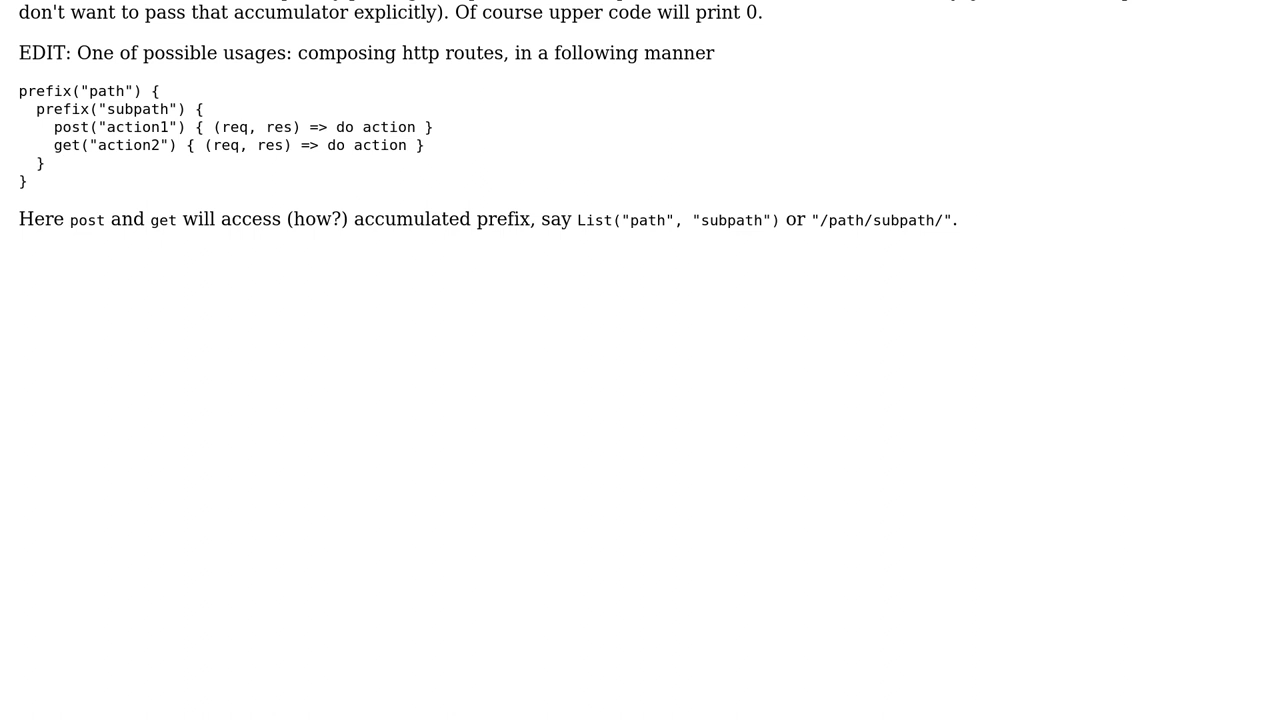 don't want to pass that accumulator explicitly). Of course upper code will print 0.
EDIT: One of possible usages: composing http routes, in a following manner
prefix("path") {
  prefix("subpath") {
    post("action1") { (req, res) => do action }
    get("action2") { (req, res) => do action }
  }
}
Here post and get will access (how?) accumulated prefix, say List("path", "subpath") or "/path/subpath/".